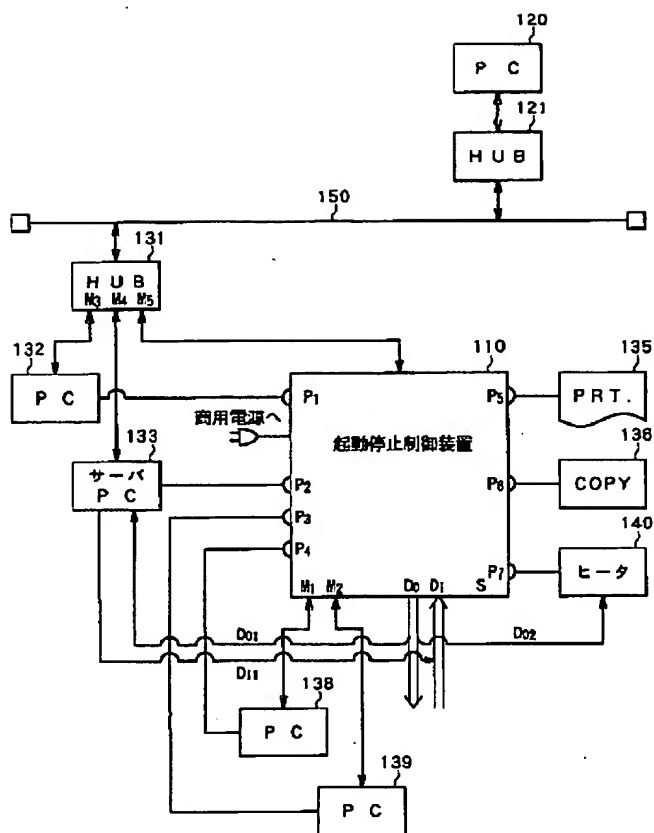 120
P C
121
H U B
150
131
H U B
M3 M4 M5
132
P C
110
P1
商用電源へ
起動停止制御装置
P5
135
PRT.
136
COPY
133
サーバ
P C
P2
P3
P4
P6
140
P7
ヒータ
M1 M2 D0 DI S
D01
D02
DI1
138
P C
139
P C